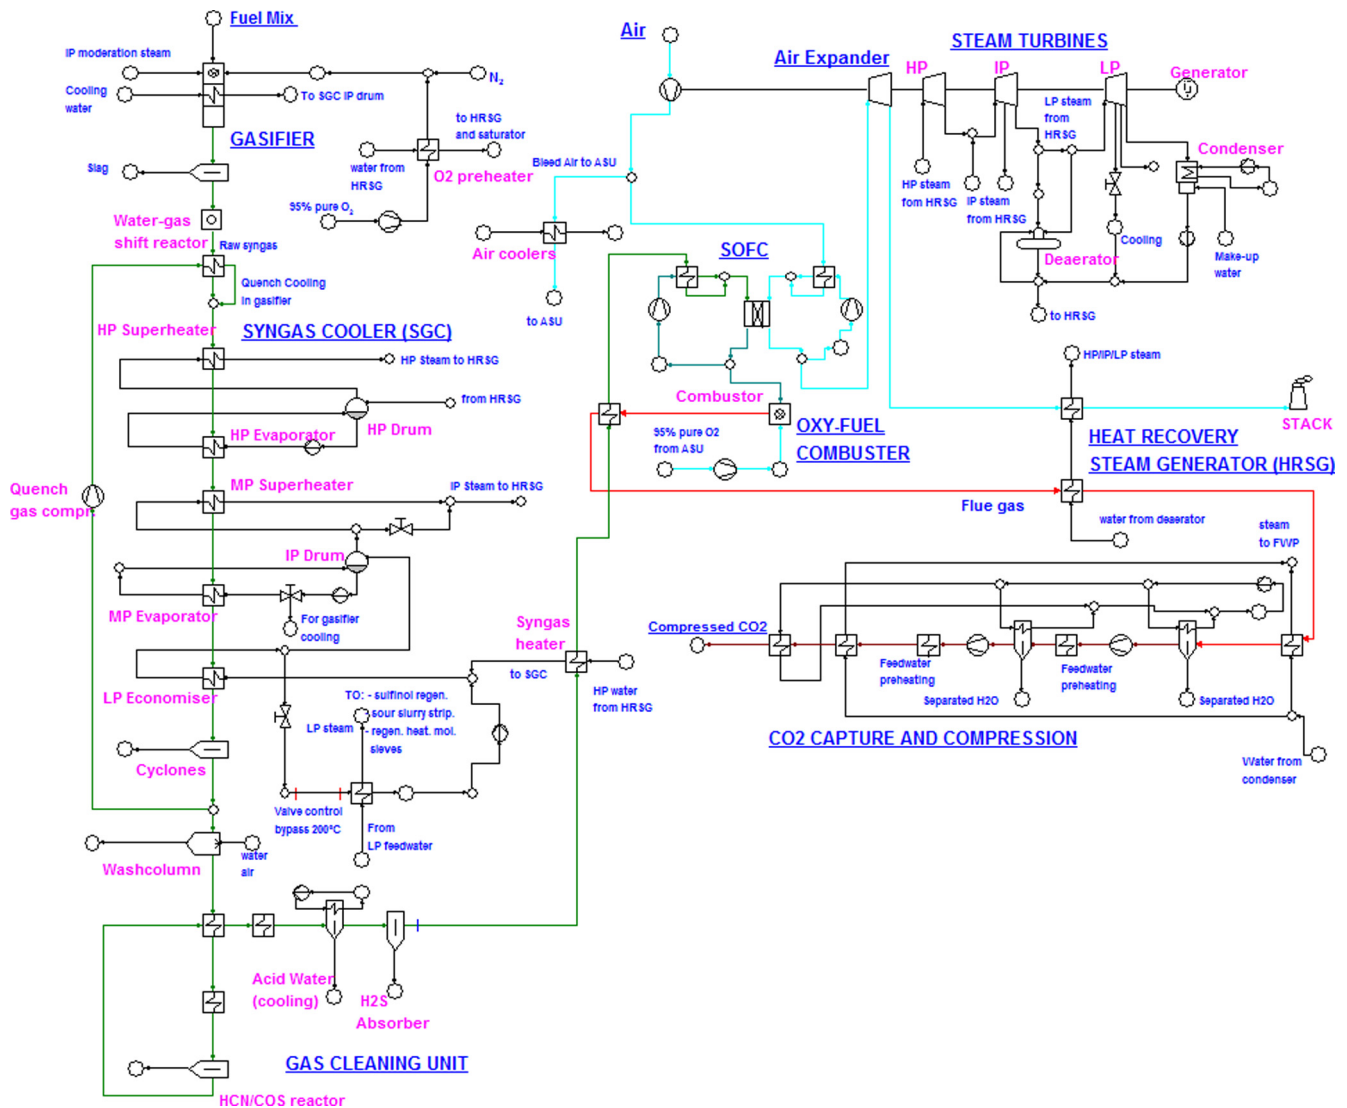 Fuel Mix
IP moderation steam
N2
Cooling
water
To SGC IP drum
GASIFIER
Slag
to HRSG
and saturator
water from
HRSG
O2 preheater
95% pure O2
Water-gas
shift reactor
Raw syngas
Quench Cooling
in gasifier
HP Superheater
SYNGAS COOLER (SGC)
HP Steam to HRSG
from HRSG
HP Drum
HP Evaporator
MP Superheater
IP Steam to HRSG
Quench
gas compr.
IP Drum
MP Evaporator
For gasifier
cooling
LP Economiser
TO: - sulfinol regen.
sour slurry strip.
- regen. heat. mol.
sieves
LP steam
Cyclones
Valve control
bypass 200ºC
From
LP feedwater
Washcolumn
water
air
Acid Water
(cooling)
H2S
Absorber
GAS CLEANING UNIT
HCN/COS reactor
Air
Air Expander
STEAM TURBINES
HP
IP
LP
Generator
LP steam
from
HRSG
Condenser
Bleed Air to ASU
HP steam
fom HRSG
IP steam
from HRSG
Cooling
Make-up
water
Deaerator
to HRSG
Air coolers
to ASU
SOFC
Combustor
95% pure O2
from ASU
OXY-FUEL
COMBUSTER
HP/IP/LP steam
STACK
HEAT RECOVERY
STEAM GENERATOR (HRSG)
Flue gas
water from deaerator
steam
to FWP
Syngas
heater
to SGC
HP water
from HRSG
Compressed CO2
Feedwater
preheating
Separated H2O
Feedwater
preheating
Separated H2O
CO2 CAPTURE AND COMPRESSION
Water from
condenser